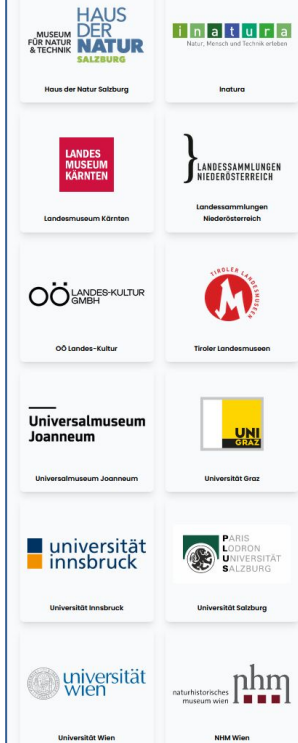 HAUS
DER
NATUR
SALZBURG
MUSEUM
FÜR NATUR
& TECHNIK
Haus der Natur Salzburg
inatura
Natur, Mensch und Technik erleben
Inatura
LANDES
MUSEUM
KÄRNTEN
Landesmuseum Kärnten
LANDESSAMMLUNGEN
NIEDERÖSTERREICH
Landessammlungen
Niederösterreich
OÖ LANDES-KULTUR
GMBH
OÖ Landes-Kultur
TIROLER LANDESMUSEEN
Tiroler Landesmuseen
Universalmuseum
Joanneum
Universalmuseum Joanneum
UNI
GRAZ
Universität Graz
universität
innsbruck
Universität Innsbruck
PARIS
LODRON
UNIVERSITÄT
SALZBURG
Universität Salzburg
universität
wien
Universität Wien
naturhistorisches
museum wien
nhm
NHM Wien